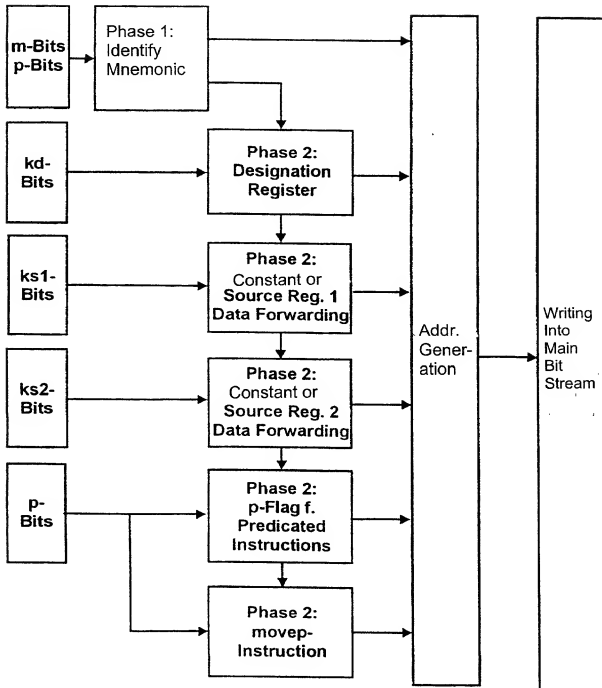 m-Bits
p-Bits
Phase 1:
Identify
Mnemonic
kd-
Bits
Phase 2:
Designation
Register
ks1-
Bits
Phase 2:
Constant or
Source Reg. 1
Data Forwarding
ks2-
Bits
Phase 2:
Constant or
Source Reg. 2
Data Forwarding
p-
Bits
Phase 2:
p-Flag f.
Predicated
Instructions
Phase 2:
movep-
Instruction
Addr.
Gener-
ation
Writing
Into
Main
Bit
Stream